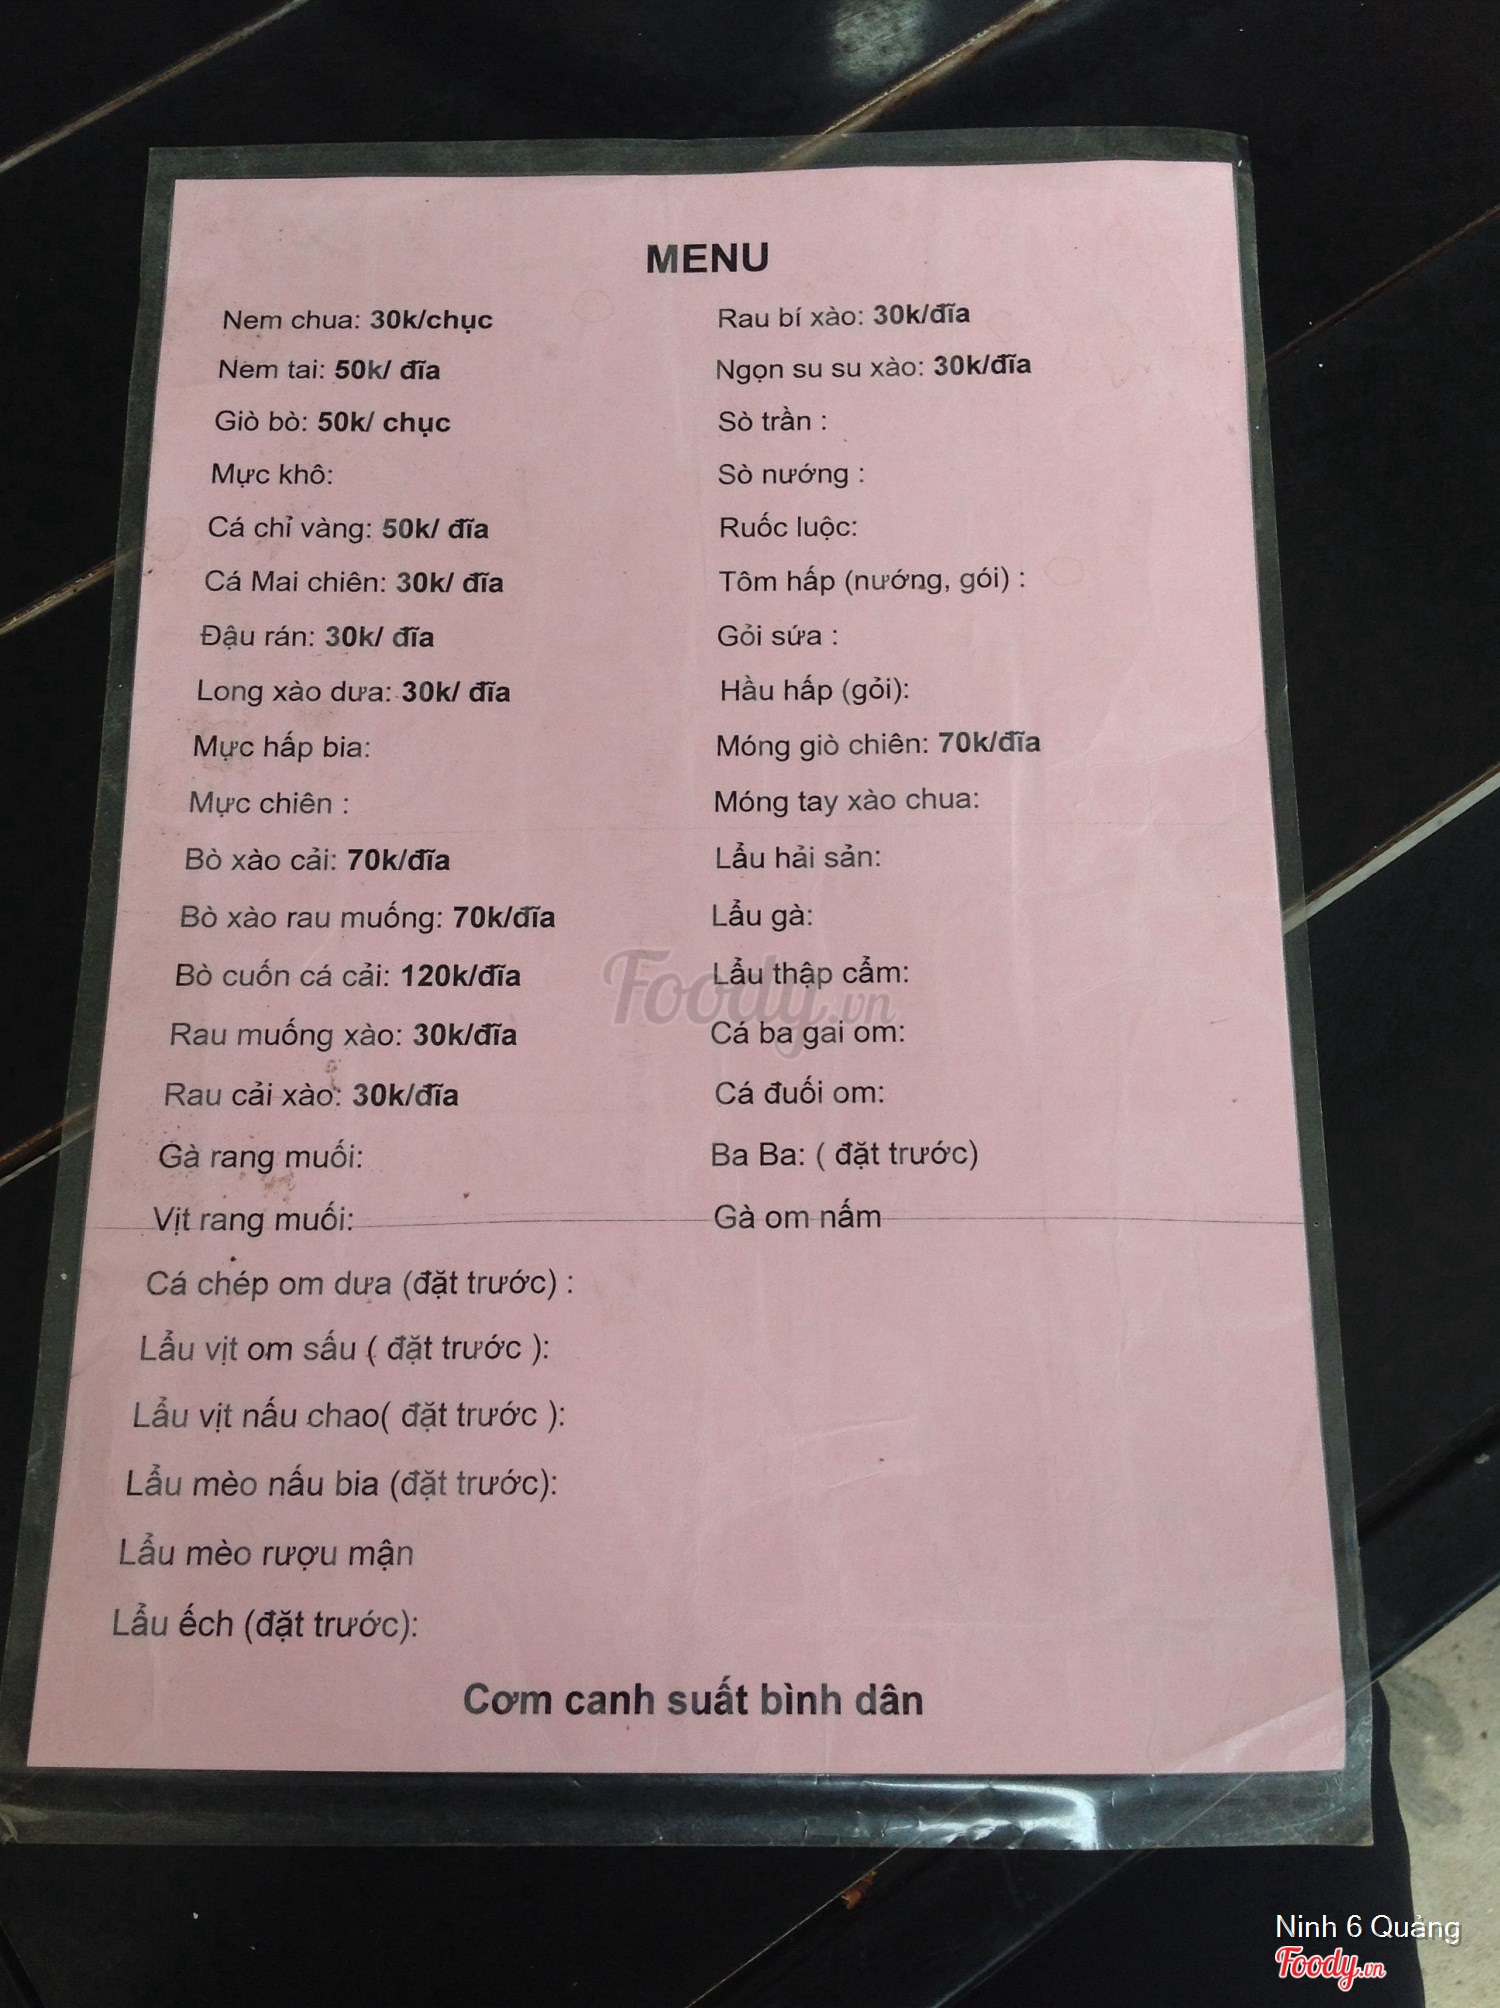 MENU
Nem chua: 30k/chục
Nem tai: 50k/ đĩa
Giò bò: 50k/ chục
Mực khô:
Cá chỉ vàng: 50k/ đĩa
Cá Mai chiên: 30k/ đĩa
Đậu rán: 30k/ đĩa
Long xào dưa: 30k/ đĩa
Mực hấp bia:
Mực chiên :
Bò xào cải: 70k/đĩa
Bò xào rau muống: 70k/đĩa
Bò cuốn cá cải: 120k/đĩa
Rau muống xào: 30k/đĩa
Rau cải xào: 30k/đĩa
Gà rang muối:
Vịt rang muối:
Cá chép om dưa (đặt trước) :
Lẩu vịt om sấu ( đặt trước ):
Lẩu vịt nấu chao( đặt trước ):
Lẩu mèo nấu bia (đặt trước):
Lẩu mèo rượu mận
Lẩu ếch (đặt trước):
Rau bí xào: 30k/đĩa
Ngọn su su xào: 30k/đĩa
Sò trần :
Sò nướng :
Ruốc luộc:
Tôm hấp (nướng, gói) :
Gỏi sứa :
Hầu hấp (gỏi):
Móng giò chiên: 70k/đĩa
Móng tay xào chua:
Lẩu hải sản:
Lẩu gà:
Lẩu thập cẩm:
Cá ba gai om:
Cá đuối om:
Ba Ba: ( đặt trước)
Gà om nấm
Cơm canh suất bình dân
Foody.vn
Ninh 6 Quảng
Foody.vn